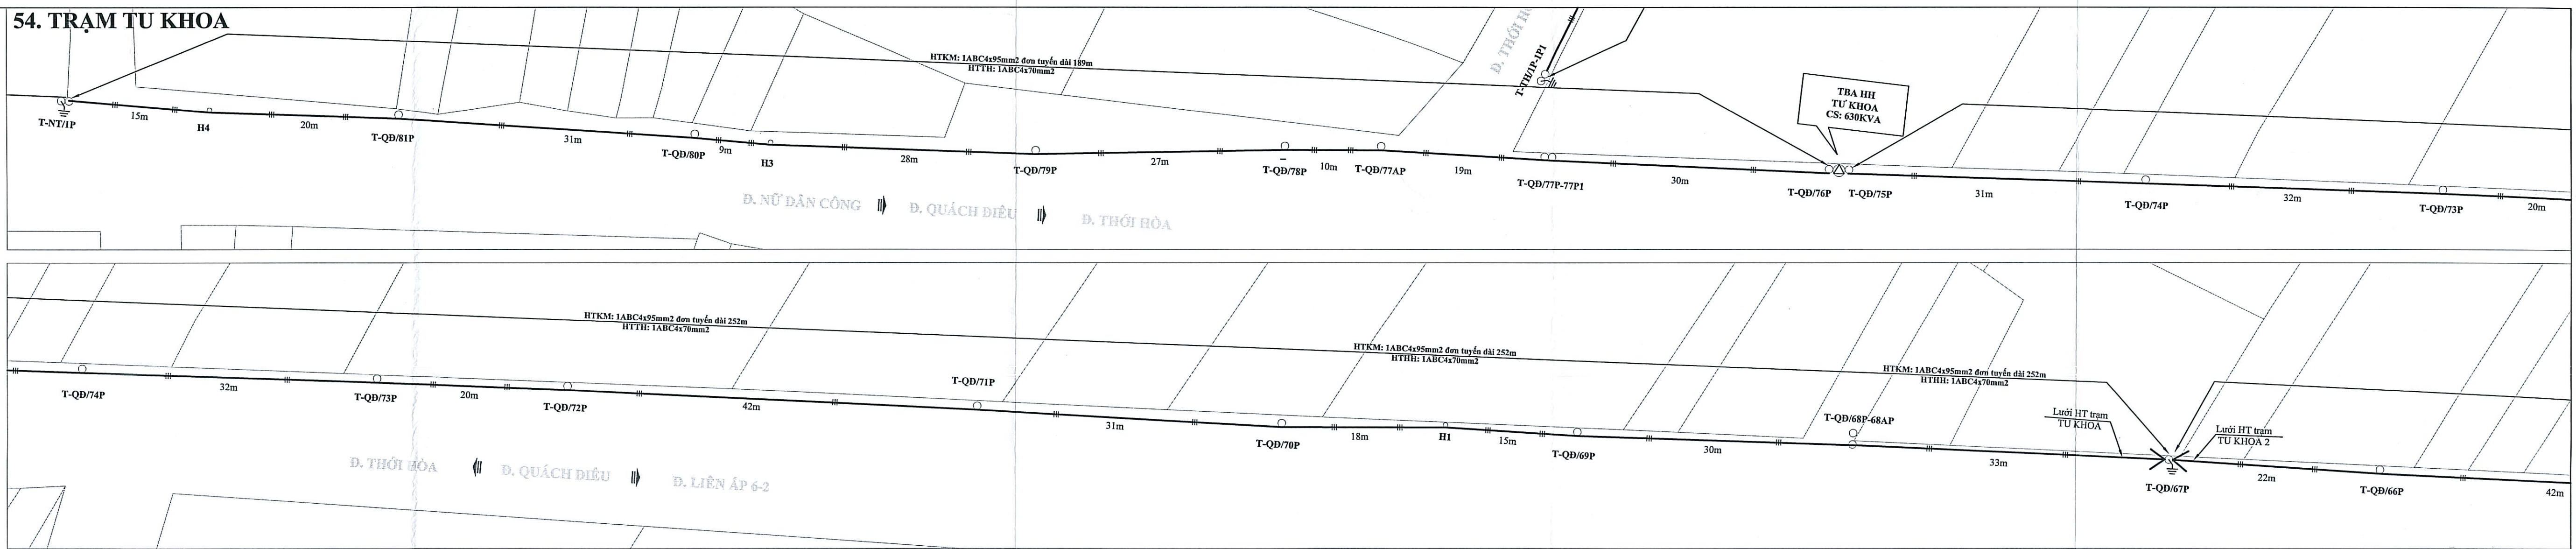 54. TRẠM TƯ KHOA
Đ. THỚI
T-TH/1P-1P1
HTKM: 1ABC4x95mm2 đơn tuyến dài 189m
HTTH: 1ABC4x70mm2
TBA HH
TƯ KHOA
CS: 630KVA
T-NT/1P
15m
H4
20m
T-QĐ/81P
31m
T-QĐ/80P
9m
H3
28m
T-QĐ/79P
27m
T-QĐ/78P
10m
T-QĐ/77AP
19m
T-QĐ/77P-77P1
30m
T-QĐ/76P
T-QĐ/75P
31m
T-QĐ/74P
32m
T-QĐ/73P
20m
Đ. NỮ DÂN CÔNG
Đ. QUÁCH ĐIÊU
Đ. THỚI HÒA
HTKM: 1ABC4x95mm2 đơn tuyến dài 252m
HTTH: 1ABC4x70mm2
HTKM: 1ABC4x95mm2 đơn tuyến dài 252m
HTHH: 1ABC4x70mm2
HTKM: 1ABC4x95mm2 đơn tuyến dài 252m
HTHH: 1ABC4x70mm2
T-QĐ/74P
32m
T-QĐ/73P
20m
T-QĐ/72P
42m
T-QĐ/71P
31m
T-QĐ/70P
18m
H1
15m
T-QĐ/69P
30m
T-QĐ/68P-68AP
33m
Lưới HT trạm
TƯ KHOA
Lưới HT trạm
TƯ KHOA 2
T-QĐ/67P
22m
T-QĐ/66P
42m
Đ. THỚI HÒA
Đ. QUÁCH ĐIÊU
Đ. LIÊN ẤP 6-2